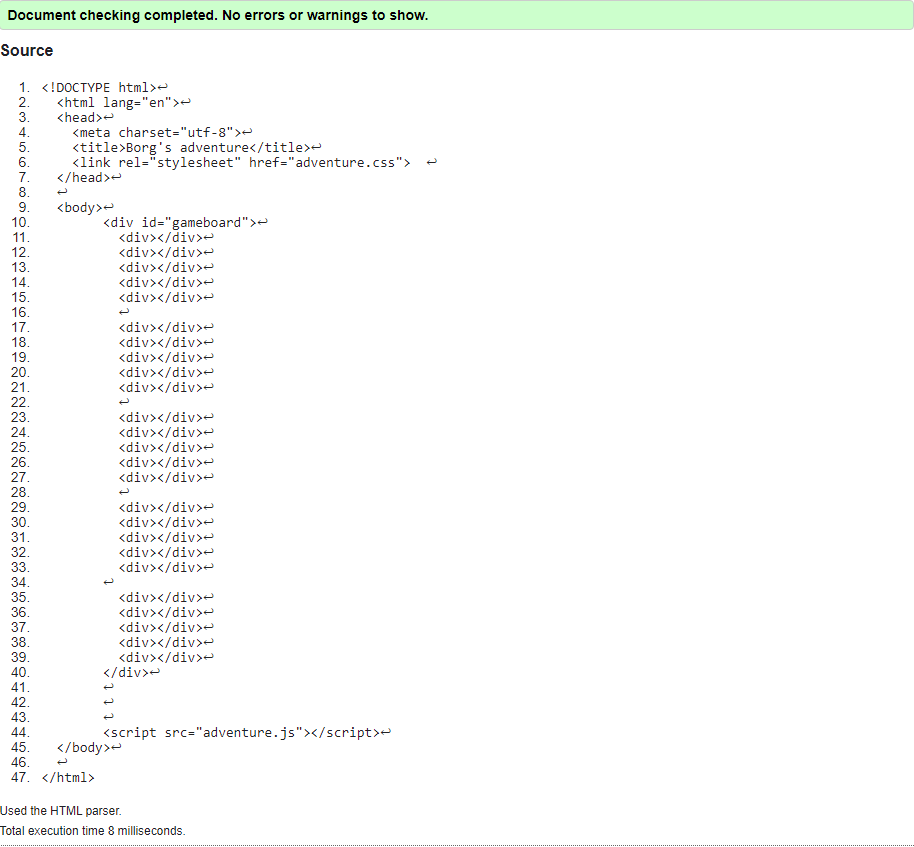 Document checking completed. No errors or warnings to show.
Source
1. <!DOCTYPE html>↩
2. <html lang="en">↩
3. <head>↩
4. <meta charset="utf-8">↩
5. <title>Borg's adventure</title>↩
6. <link rel="stylesheet" href="adventure.css"> ↩
7. </head>↩
8. ↩
9. <body>↩
10. <div id="gameboard">↩
11. <div></div>↩
12. <div></div>↩
13. <div></div>↩
14. <div></div>↩
15. <div></div>↩
16. ↩
17. <div></div>↩
18. <div></div>↩
19. <div></div>↩
20. <div></div>↩
21. <div></div>↩
22. ↩
23. <div></div>↩
24. <div></div>↩
25. <div></div>↩
26. <div></div>↩
27. <div></div>↩
28. ↩
29. <div></div>↩
30. <div></div>↩
31. <div></div>↩
32. <div></div>↩
33. <div></div>↩
34. ↩
35. <div></div>↩
36. <div></div>↩
37. <div></div>↩
38. <div></div>↩
39. <div></div>↩
40. </div>↩
41. ↩
42. ↩
43. ↩
44. <script src="adventure.js"></script>↩
45. </body>↩
46. ↩
47. </html>
Used the HTML parser.
Total execution time 8 milliseconds.